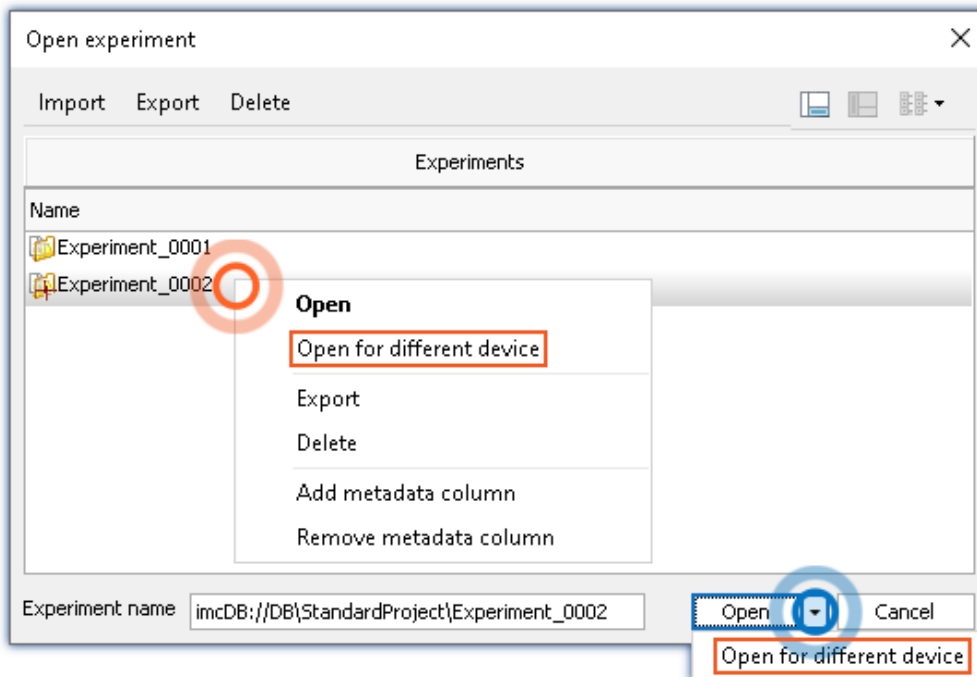 Open experiment
Import Export Delete
Experiments
Name
Experiment_0001
Experiment_0002
Open
Open for different device
Export
Delete
Add metadata column
Remove metadata column
Experiment name imcDB://DB\StandardProject\Experiment_0002 Open Cancel
Open for different device